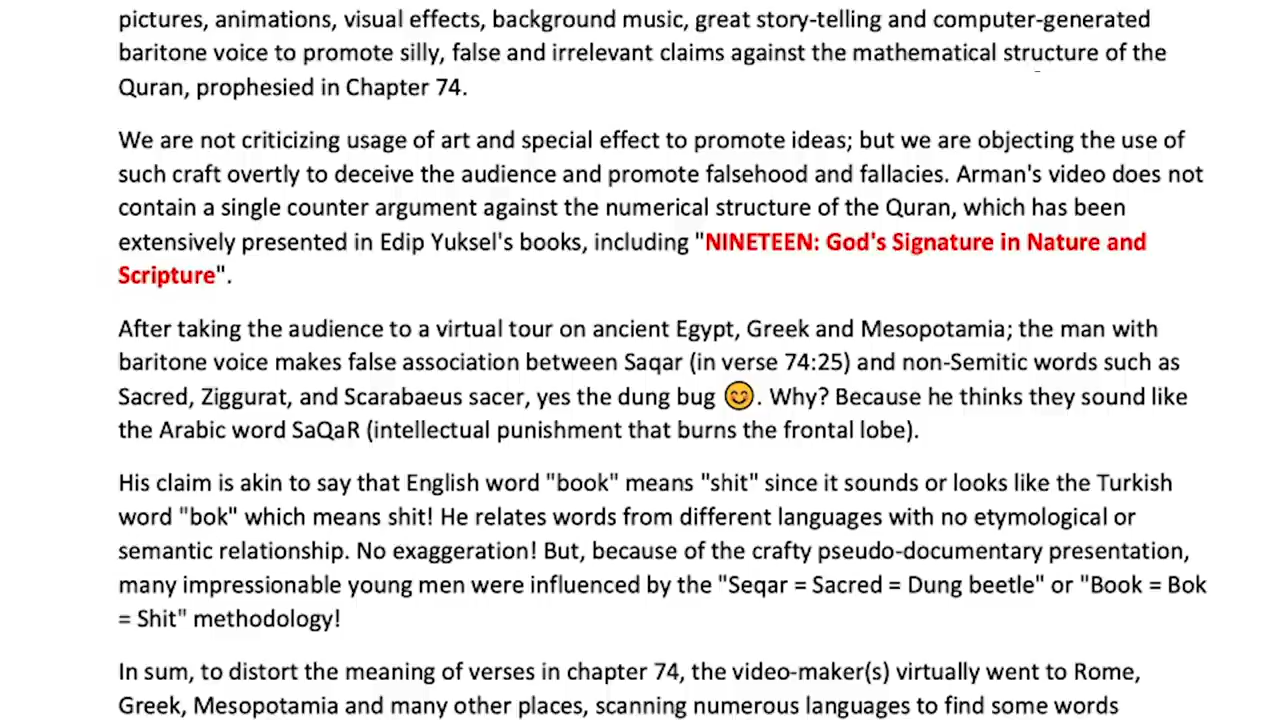 pictures, animations, visual effects, background music, great story-telling and computer-generated
baritone voice to promote silly, false and irrelevant claims against the mathematical structure of the
Quran, prophesied in Chapter 74.
We are not criticizing usage of art and special effect to promote ideas; but we are objecting the use of
such craft overtly to deceive the audience and promote falsehood and fallacies. Arman's video does not
contain a single counter argument against the numerical structure of the Quran, which has been
extensively presented in Edip Yuksel's books, including "NINETEEN: God's Signature in Nature and
Scripture".
After taking the audience to a virtual tour on ancient Egypt, Greek and Mesopotamia; the man with
baritone voice makes false association between Saqar (in verse 74:25) and non-Semitic words such as
Sacred, Ziggurat, and Scarabaeus sacer, yes the dung bug 😊. Why? Because he thinks they sound like
the Arabic word SaQaR (intellectual punishment that burns the frontal lobe).
His claim is akin to say that English word "book" means "shit" since it sounds or looks like the Turkish
word "bok" which means shit! He relates words from different languages with no etymological or
semantic relationship. No exaggeration! But, because of the crafty pseudo-documentary presentation,
many impressionable young men were influenced by the "Seqar = Sacred = Dung beetle" or "Book = Bok
= Shit" methodology!
In sum, to distort the meaning of verses in chapter 74, the video-maker(s) virtually went to Rome,
Greek, Mesopotamia and many other places, scanning numerous languages to find some words